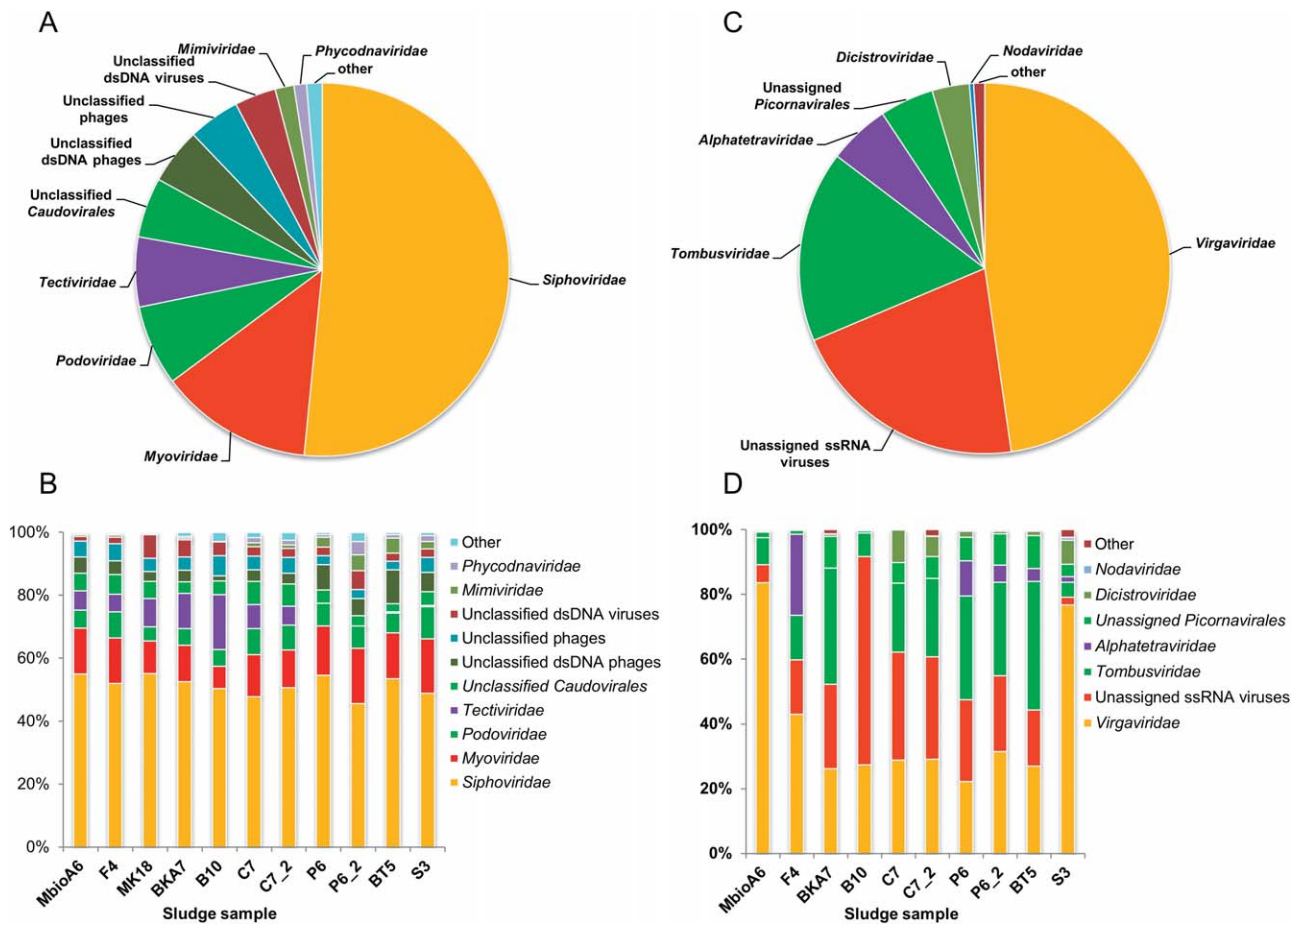 A
Mimiviridae
Phycodnaviridae
other
Unclassified
dsDNA viruses
Unclassified
phages
Unclassified
dsDNA phages
Unclassified
Caudovirales
Tectiviridae
Podoviridae
Myoviridae
Siphoviridae
C
Nodaviridae
other
Dicistroviridae
Unassigned
Picornavirales
Alphatetraviridae
Tombusviridae
Unassigned ssRNA
viruses
Virgaviridae
B
100%
80%
60%
40%
20%
0%
MbioA6
F4
MK18
BKA7
B10
C7
C7_2
P6
P6_2
BT5
S3
Sludge sample
Other
Phycodnaviridae
Mimiviridae
Unclassified dsDNA viruses
Unclassified phages
Unclassified dsDNA phages
Unclassified Caudovirales
Tectiviridae
Podoviridae
Myoviridae
Siphoviridae
D
100%
80%
60%
40%
20%
0%
MbioA6
F4
BKA7
B10
C7
C7_2
P6
P6_2
BT5
S3
Sludge sample
Other
Nodaviridae
Dicistroviridae
Unassigned Picornavirales
Alphatetraviridae
Tombusviridae
Unassigned ssRNA viruses
Virgaviridae